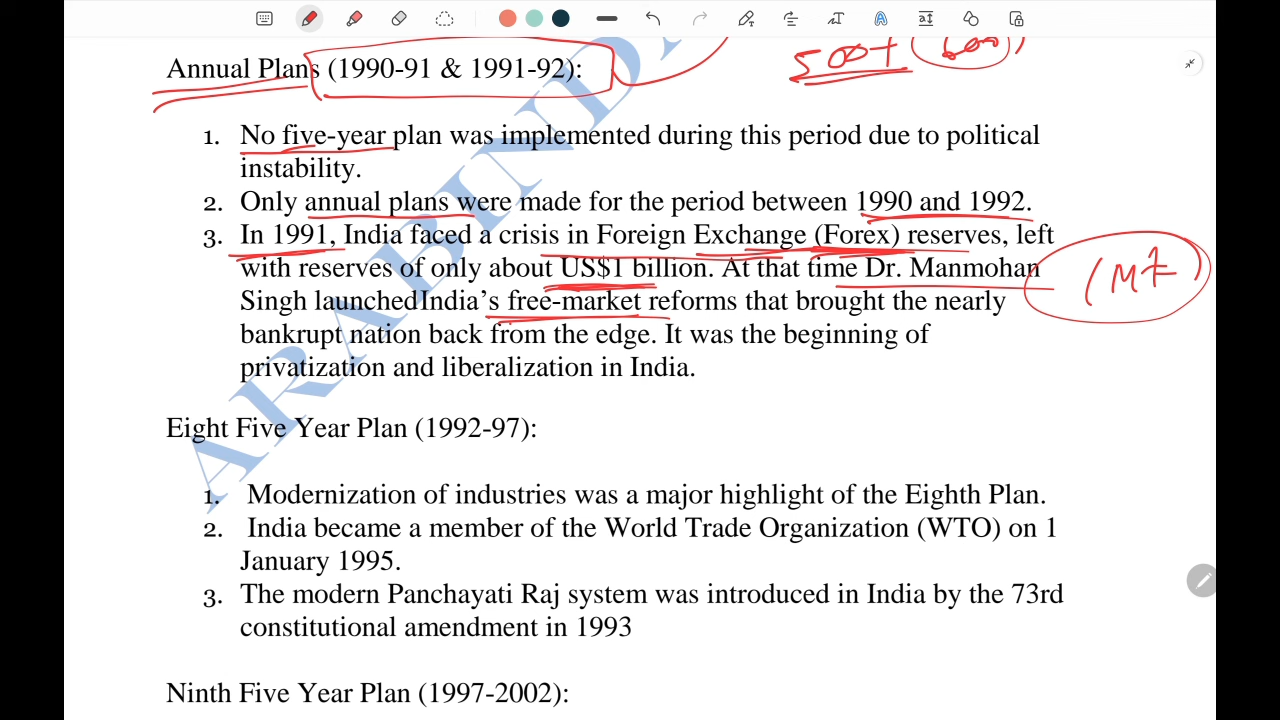 500+ (ben)
Annual Plans (1990-91 & 1991-92):
1. No five-year plan was implemented during this period due to political
instability.
2. Only annual plans were made for the period between 1990 and 1992.
3. In 1991, India faced a crisis in Foreign Exchange (Forex) reserves, left
with reserves of only about US$1 billion. At that time Dr. Manmohan
Singh launchedIndia's free-market reforms that brought the nearly
bankrupt nation back from the edge. It was the beginning of
privatization and liberalization in India.
Eight Five Year Plan (1992-97):
1. Modernization of industries was a major highlight of the Eighth Plan.
2. India became a member of the World Trade Organization (WTO) on 1
January 1995.
3. The modern Panchayati Raj system was introduced in India by the 73rd
constitutional amendment in 1993
Ninth Five Year Plan (1997-2002):
ARABIND